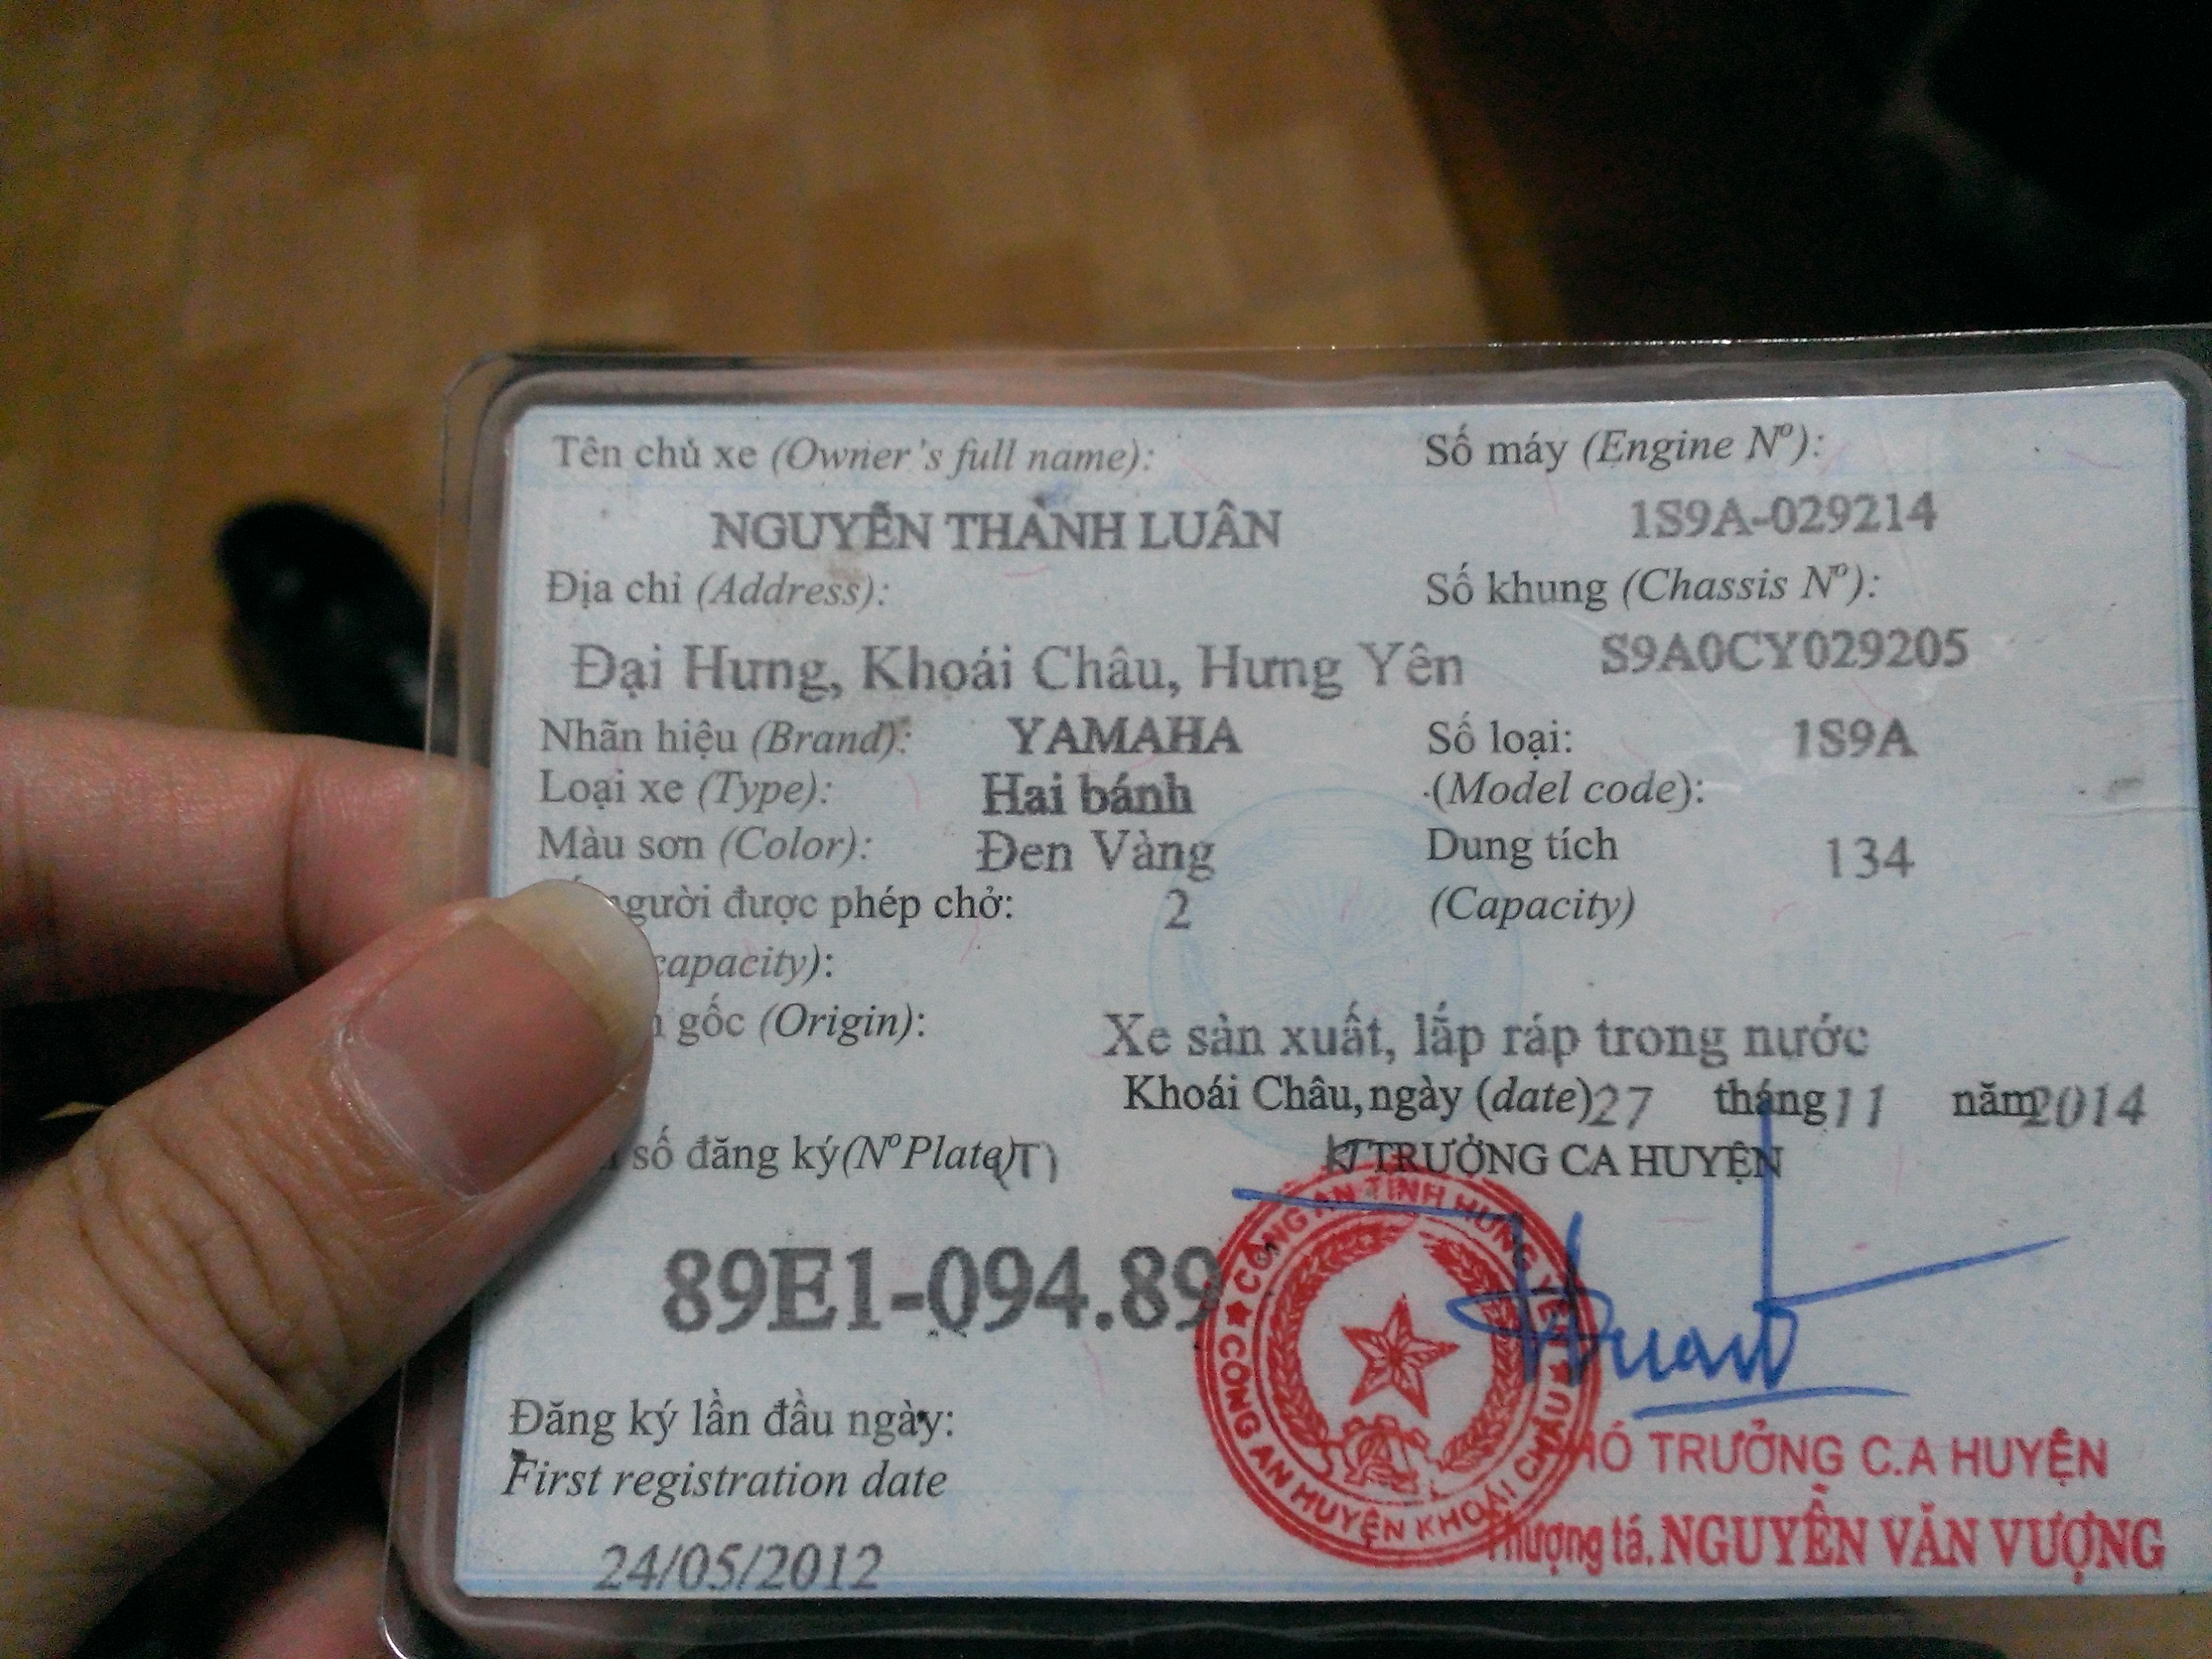 Tên chủ xe (Owner's full name):
NGUYỄN THÀNH LUÂN
Địa chỉ (Address):
Đại Hưng, Khoái Châu, Hưng Yên
Nhãn hiệu (Brand): YAMAHA
Loại xe (Type): Hai bánh
Màu sơn (Color): Đen Vàng
người được phép chở: 2
capacity):
gốc (Origin): Xe sản xuất, lắp ráp trong nước
Số máy (Engine Nº):
1S9A-029214
Số khung (Chassis Nº):
S9A0CY029205
Số loại: 1S9A
(Model code):
Dung tích 134
(Capacity)
Khoái Châu, ngày (date) 27 tháng 11 năm 2014
số đăng ký (Nº Plate) (T)
KT TRƯỞNG CA HUYỆN
89E1-094.89
CÔNG AN TỈNH HƯNG YÊN
CÔNG AN HUYỆN KHOÁI CHÂU
PHÓ TRƯỞNG C.A HUYỆN
Thượng tá. NGUYỄN VĂN VƯỢNG
Đăng ký lần đầu ngày:
First registration date
24/05/2012